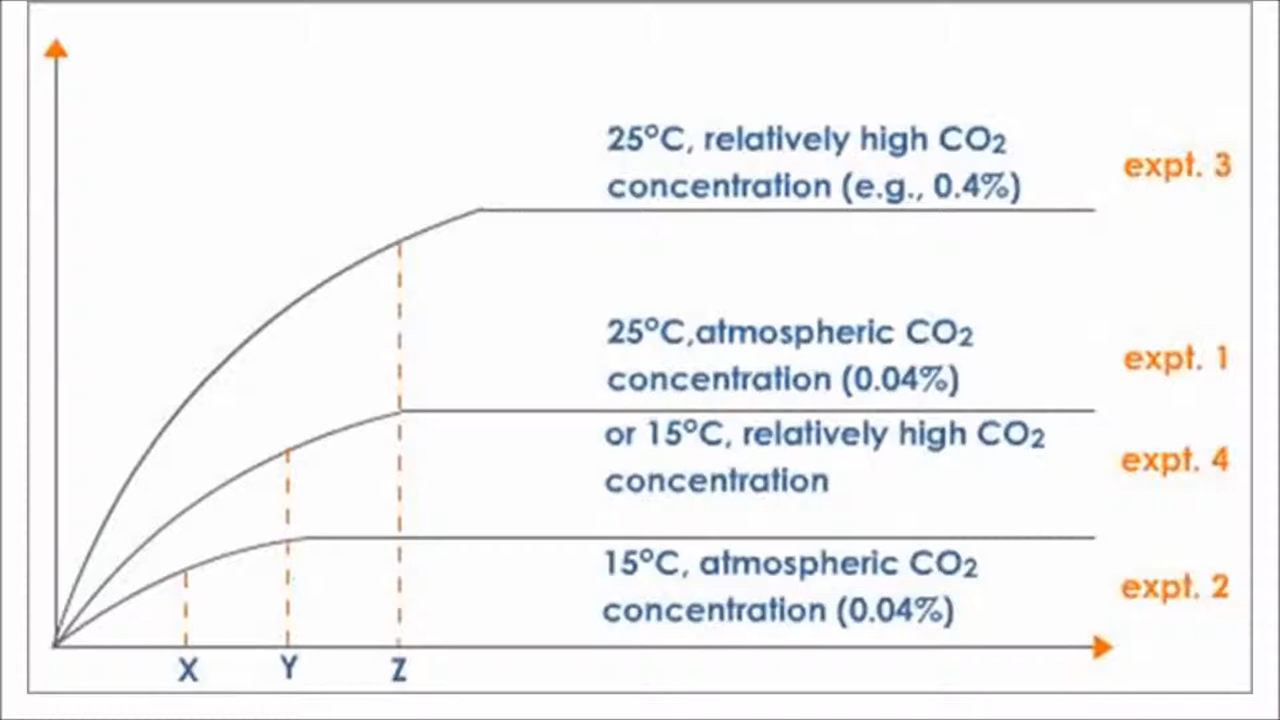 25°C, relatively high CO₂
concentration (e.g., 0.4%)
expt. 3
25°C,atmospheric CO₂
concentration (0.04%)
expt. 1
or 15°C, relatively high CO₂
concentration
expt. 4
15°C, atmospheric CO₂
concentration (0.04%)
expt. 2
X Y Z